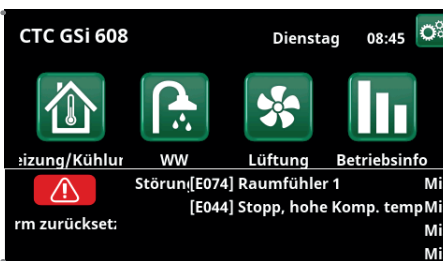 CTC GSi 608 Dienstag 08:45
eizung/Kühlur WW Lüftung Betriebsinfo
Störun [E074] Raumfühler 1 Mi
[E044] Stopp, hohe Komp. temp Mi
rm zurücksetz Mi
Mi